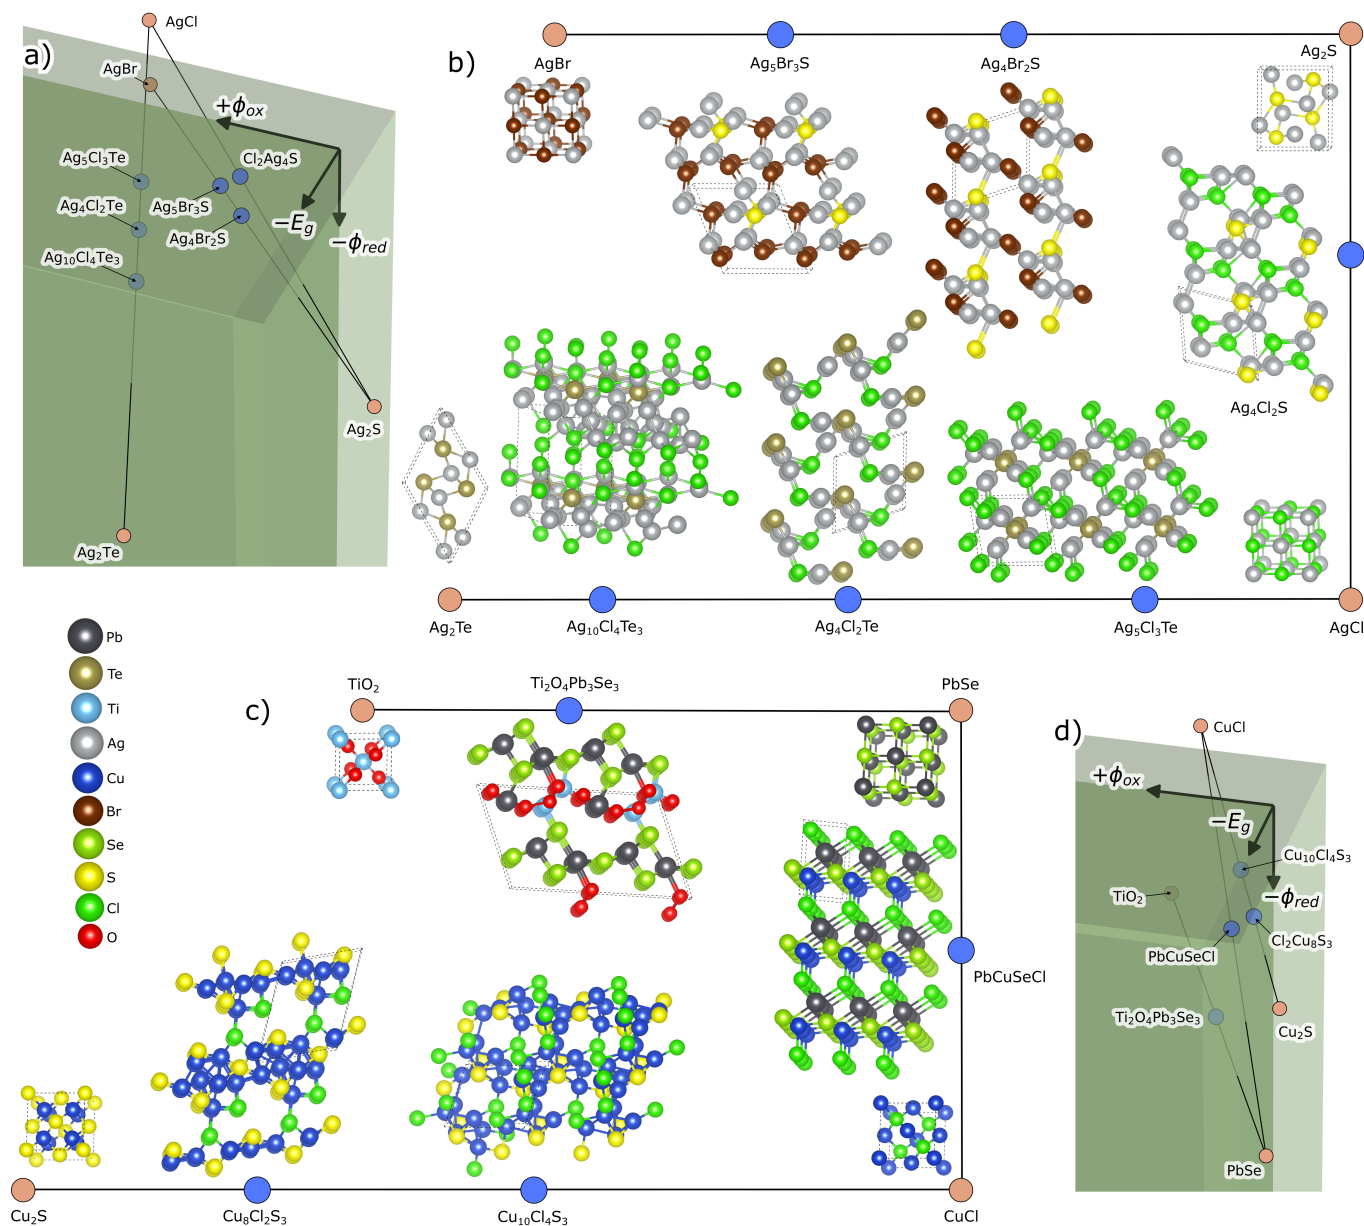 a)
AgCl
AgBr
+ϕox
Ag₅Cl₃Te
Cl₂Ag₄S
Ag₄Cl₂Te
Ag₅Br₃S
−Eg
−ϕred
Ag₄Br₂S
Ag₁₀Cl₄Te₃
Ag₂S
Ag₂Te
b)
AgBr
Ag₅Br₃S
Ag₄Br₂S
Ag₂S
Ag₄Cl₂S
Ag₂Te
Ag₁₀Cl₄Te₃
Ag₄Cl₂Te
Ag₅Cl₃Te
AgCl
Pb
Te
Ti
Ag
Cu
Br
Se
S
Cl
O
c)
TiO₂
Ti₂O₄Pb₃Se₃
PbSe
PbCuSeCl
Cu₂S
Cu₈Cl₂S₃
Cu₁₀Cl₄S₃
CuCl
d)
CuCl
+ϕox
−Eg
Cu₁₀Cl₄S₃
TiO₂
−ϕred
Cl₂Cu₈S₃
PbCuSeCl
Ti₂O₄Pb₃Se₃
Cu₂S
PbSe